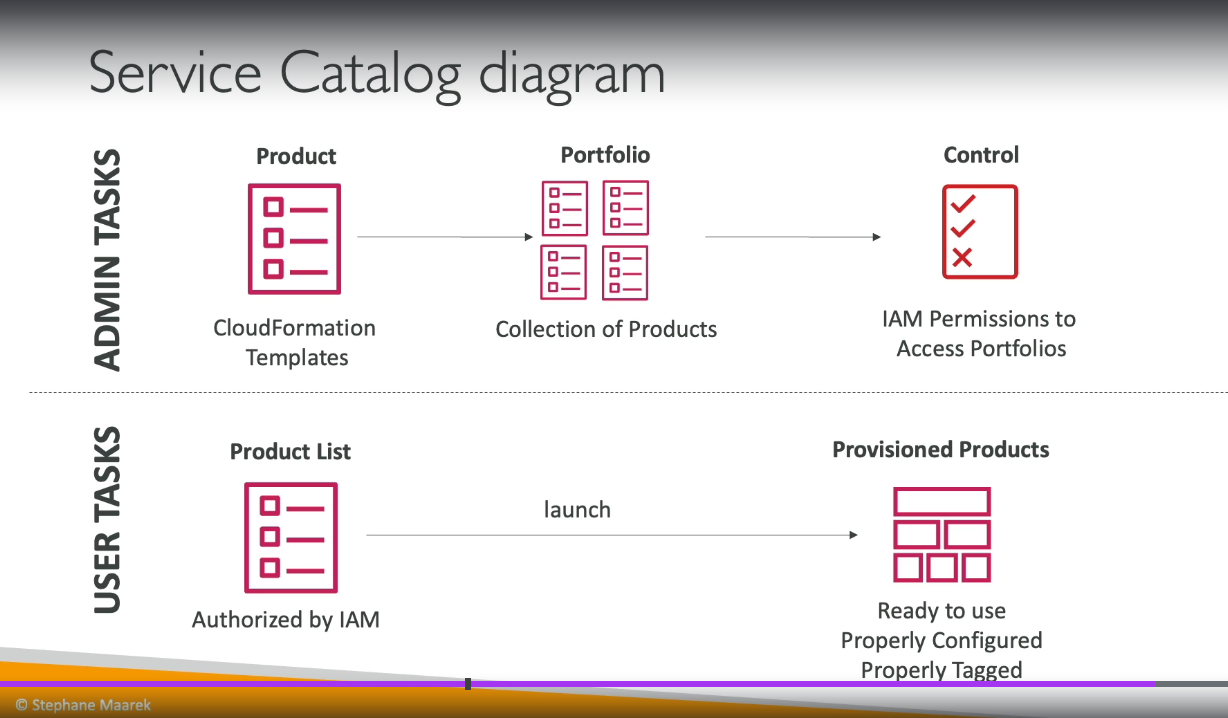 Service Catalog diagram
ADMIN TASKS
Product
Portfolio
Control
CloudFormation
Templates
Collection of Products
IAM Permissions to
Access Portfolios
USER TASKS
Product List
Provisioned Products
launch
Authorized by IAM
Ready to use
Properly Configured
Properly Tagged
© Stephane Maarek